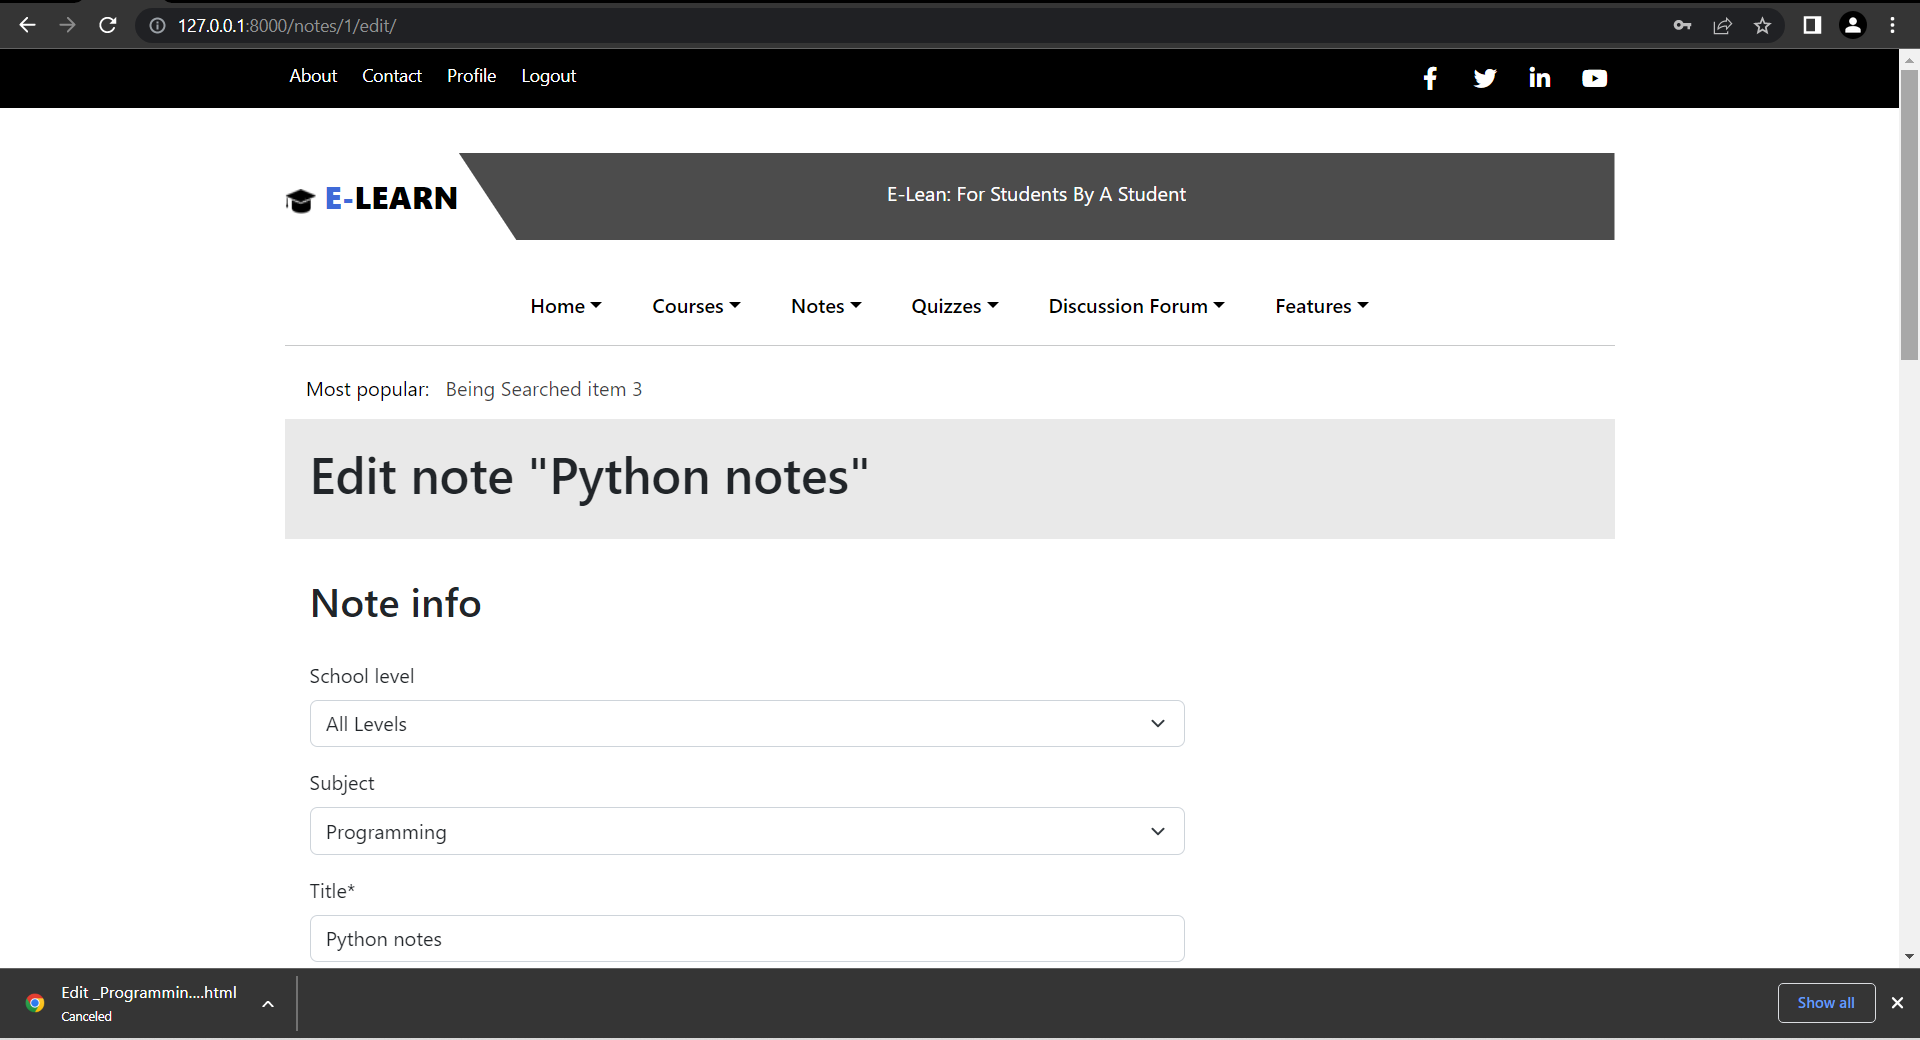 127.0.0.1:8000/notes/1/edit/
About Contact Profile Logout
E-LEARN
E-Lean: For Students By A Student
Home Courses Notes Quizzes Discussion Forum Features
Most popular: Being Searched item 3
Edit note "Python notes"
Note info
School level
All Levels
Subject
Programming
Title*
Python notes
Edit _Programmin....html
Canceled
Show all